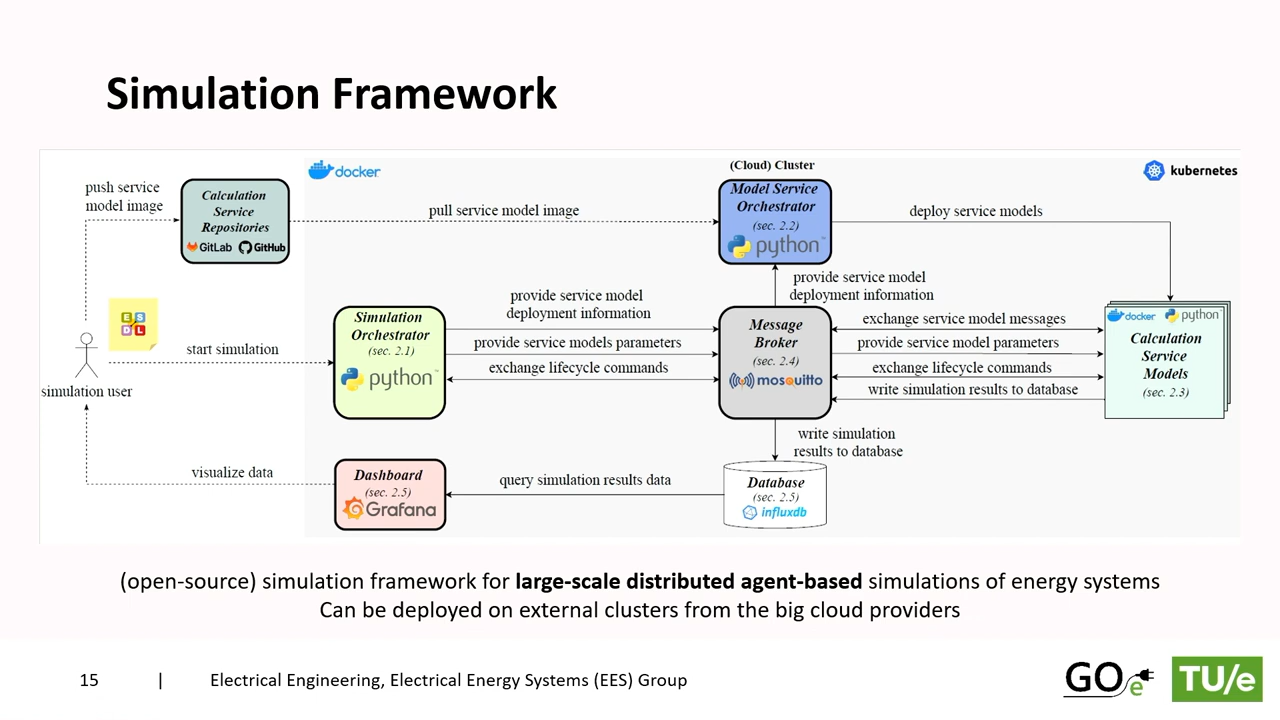 Simulation Framework
docker
(Cloud) Cluster
kubernetes
push service
model image
Calculation
Service
Repositories
GitLab GitHub
pull service model image
Model Service
Orchestrator
(sec. 2.2)
python™
deploy service models
provide service model
deployment information
ES
DL
start simulation
simulation user
Simulation
Orchestrator
(sec. 2.1)
python™
provide service model
deployment information
provide service models parameters
exchange lifecycle commands
Message
Broker
(sec. 2.4)
mosquitto
exchange service model messages
provide service model parameters
exchange lifecycle commands
write simulation results to database
docker python™
Calculation
Service
Models
(sec. 2.3)
write simulation
results to database
visualize data
Dashboard
(sec. 2.5)
Grafana
query simulation results data
Database
(sec. 2.5)
influxdb
(open-source) simulation framework for large-scale distributed agent-based simulations of energy systems
Can be deployed on external clusters from the big cloud providers
15 | Electrical Engineering, Electrical Energy Systems (EES) Group
GO-e
TU/e